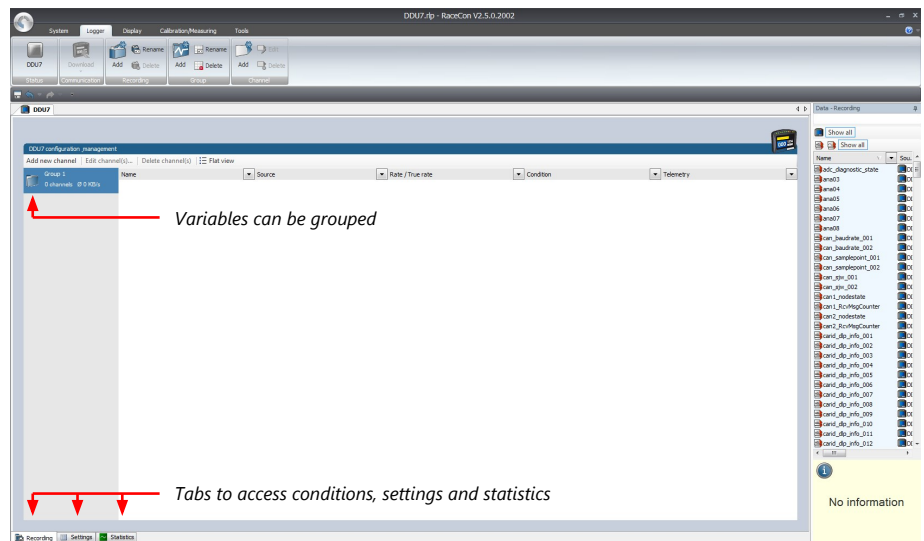 DDU7.rlp - RaceCon V2.5.0.2002
System Logger Display Calibration/Measuring Tools
DDU7 Download Add Rename Delete Add Rename Delete Add Edit Delete
Status Communication Recording Group Channel
DDU7
Data - Recording
Show all
Show all
DDU7 configuration_management
Add new channel Edit channel(s)... Delete channel(s) Flat view
Group 1
0 channels Ø 0 KB/s
Name Source Rate / True rate Condition Telemetry
Variables can be grouped
Tabs to access conditions, settings and statistics
Recording Settings Statistics
Name Sou.
adc_diagnostic_state
ana03
ana04
ana05
ana06
ana07
ana08
can_baudrate_001
can_baudrate_002
can_samplepoint_001
can_samplepoint_002
can_sjw_001
can_sjw_002
can1_nodestate
can1_RcvMsgCounter
can2_nodestate
can2_RcvMsgCounter
carid_dlp_info_001
carid_dlp_info_002
carid_dlp_info_003
carid_dlp_info_004
carid_dlp_info_005
carid_dlp_info_006
carid_dlp_info_007
carid_dlp_info_008
carid_dlp_info_009
carid_dlp_info_010
carid_dlp_info_011
carid_dlp_info_012
No information